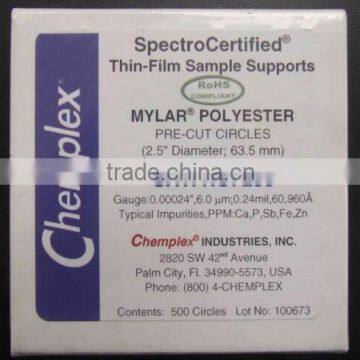 SpectroCertified®
Thin-Film Sample Supports
RoHS
COMPLIANT
MYLAR® POLYESTER
PRE-CUT CIRCLES
(2.5" Diameter; 63.5 mm)
trade.china.cn
Gauge:0.00024",6.0 µm;0.24mil,60,960Å
Typical Impurities,PPM:Ca,P,Sb,Fe,Zn
Chemplex® INDUSTRIES, INC.
2820 SW 42nd Avenue
Palm City, Fl. 34990-5573, USA
Phone: (800) 4-CHEMPLEX
Contents: 500 Circles Lot No: 100673
Chemplex®